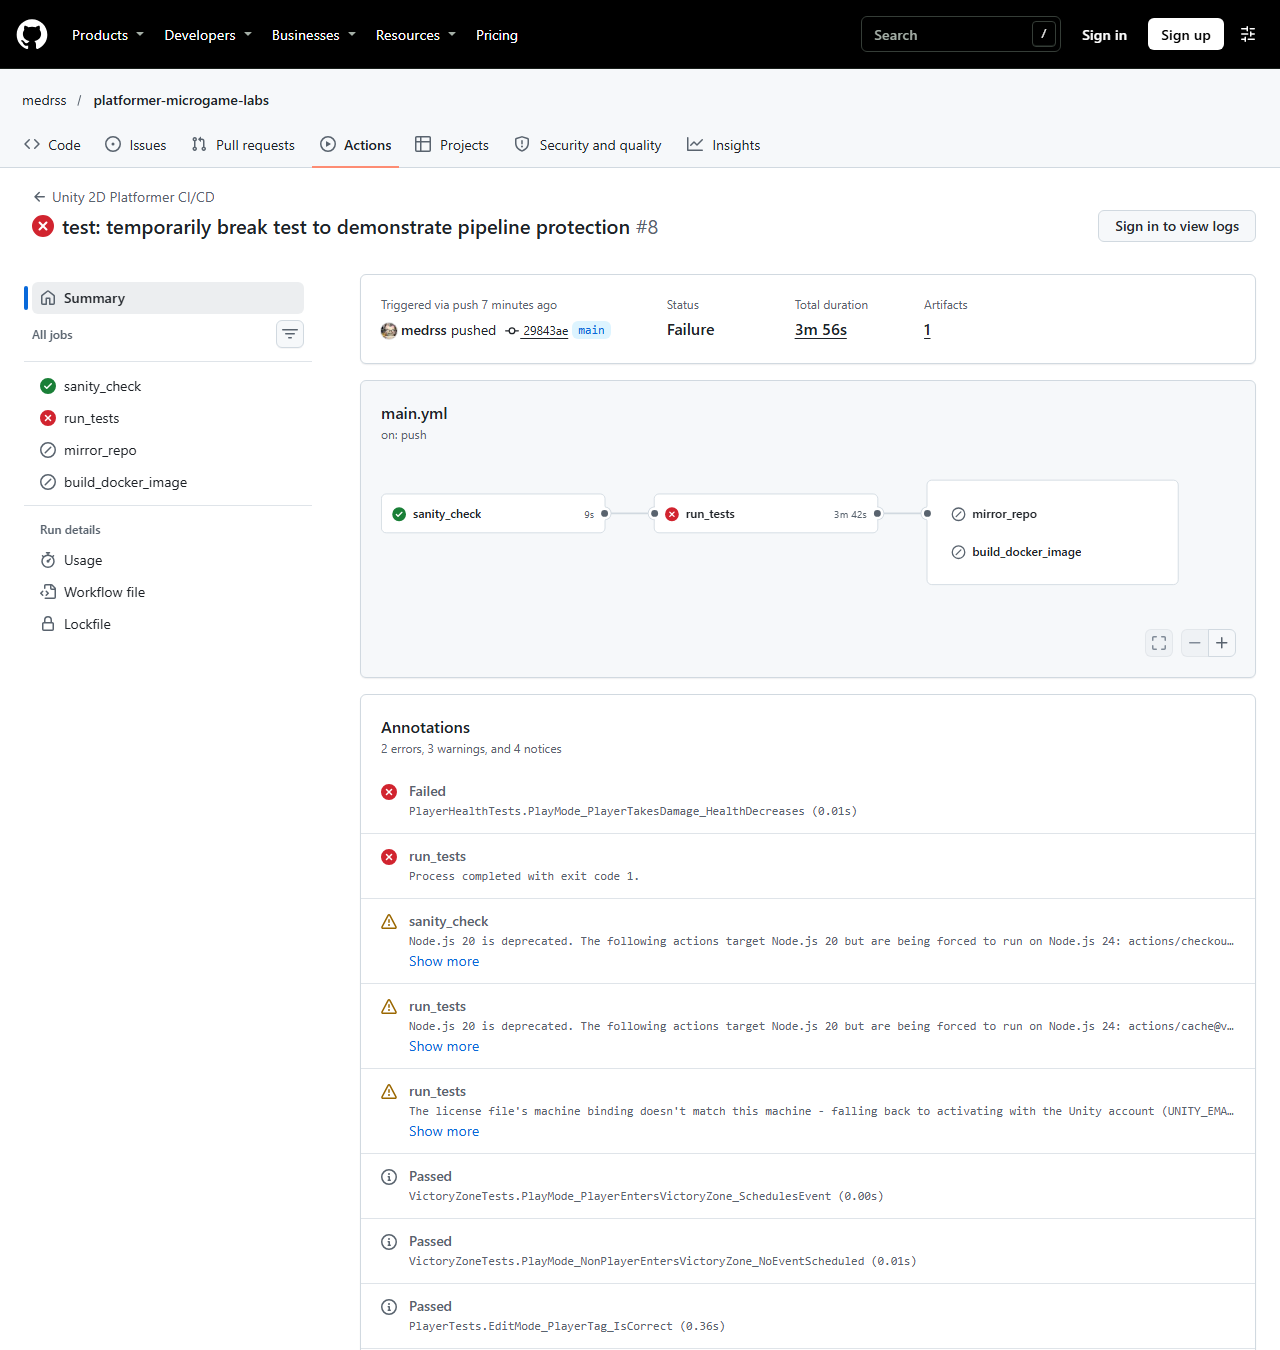 Products
Developers
Businesses
Resources
Pricing
Search
/
Sign in
Sign up
medrss / platformer-microgame-labs
Code
Issues
Pull requests
Actions
Projects
Security and quality
Insights
Unity 2D Platformer CI/CD
test: temporarily break test to demonstrate pipeline protection #8
Sign in to view logs
Summary
All jobs
sanity_check
run_tests
mirror_repo
build_docker_image
Run details
Usage
Workflow file
Lockfile
Triggered via push 7 minutes ago
medrss pushed 29843ae main
Status
Failure
Total duration
3m 56s
Artifacts
1
main.yml
on: push
sanity_check 9s
run_tests 3m 42s
mirror_repo
build_docker_image
Annotations
2 errors, 3 warnings, and 4 notices
Failed
PlayerHealthTests.PlayMode_PlayerTakesDamage_HealthDecreases (0.01s)
run_tests
Process completed with exit code 1.
sanity_check
Node.js 20 is deprecated. The following actions target Node.js 20 but are being forced to run on Node.js 24: actions/checkou…
Show more
run_tests
Node.js 20 is deprecated. The following actions target Node.js 20 but are being forced to run on Node.js 24: actions/cache@v…
Show more
run_tests
The license file's machine binding doesn't match this machine - falling back to activating with the Unity account (UNITY_EMA…
Show more
Passed
VictoryZoneTests.PlayMode_PlayerEntersVictoryZone_SchedulesEvent (0.00s)
Passed
VictoryZoneTests.PlayMode_NonPlayerEntersVictoryZone_NoEventScheduled (0.01s)
Passed
PlayerTests.EditMode_PlayerTag_IsCorrect (0.36s)